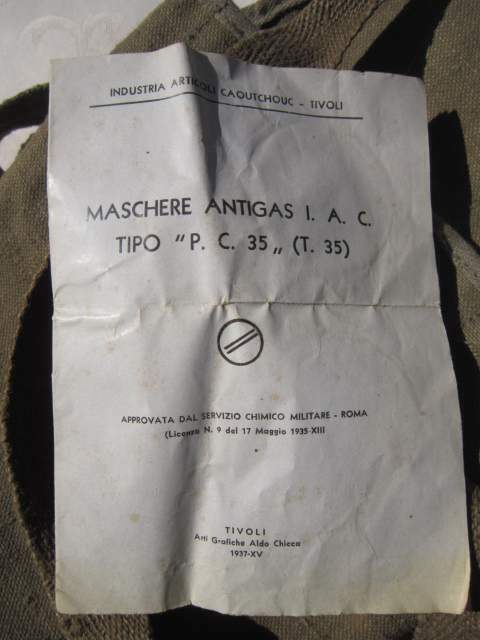 INDUSTRIA ARTICOLI CAOUTCHOUC - TIVOLI
MASCHERE ANTIGAS I. A. C.
TIPO "P. C. 35„ (T. 35)
APPROVATA DAL SERVIZIO CHIMICO MILITARE - ROMA
(Licenza N. 9 del 17 Maggio 1935-XIII
TIVOLI
Arti Grafiche Aldo Chicca
1937-XV